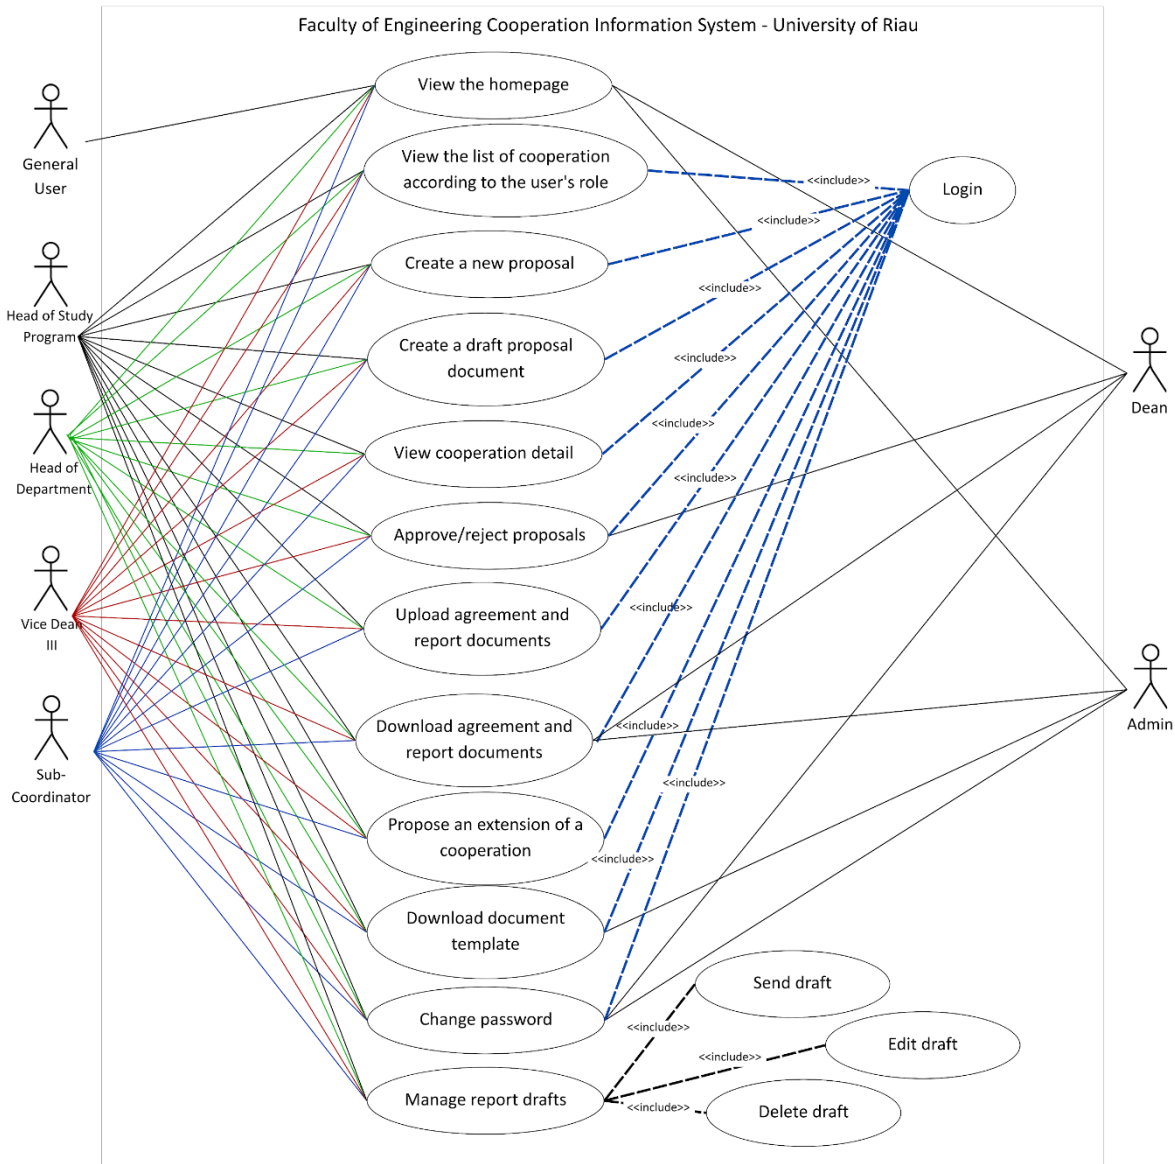 Faculty of Engineering Cooperation Information System - University of Riau
View the homepage
General
User
View the list of cooperation
according to the user's role
<<include>>
Login
<<include>>
Create a new proposal
<<include>>
Head of Study
Program
Create a draft proposal
document
<<include>>
Dean
<<include>>
View cooperation detail
Head of
Department
<<include>>
Approve/reject proposals
<<include>>
Upload agreement and
report documents
Vice Dean
III
<<include>>
Download agreement and
report documents
Admin
Sub-
Coordinator
<<include>>
Propose an extension of a
cooperation
<<include>>
Download document
template
Send draft
Change password
<<include>>
Edit draft
<<include>>
Manage report drafts
<<include>>
Delete draft